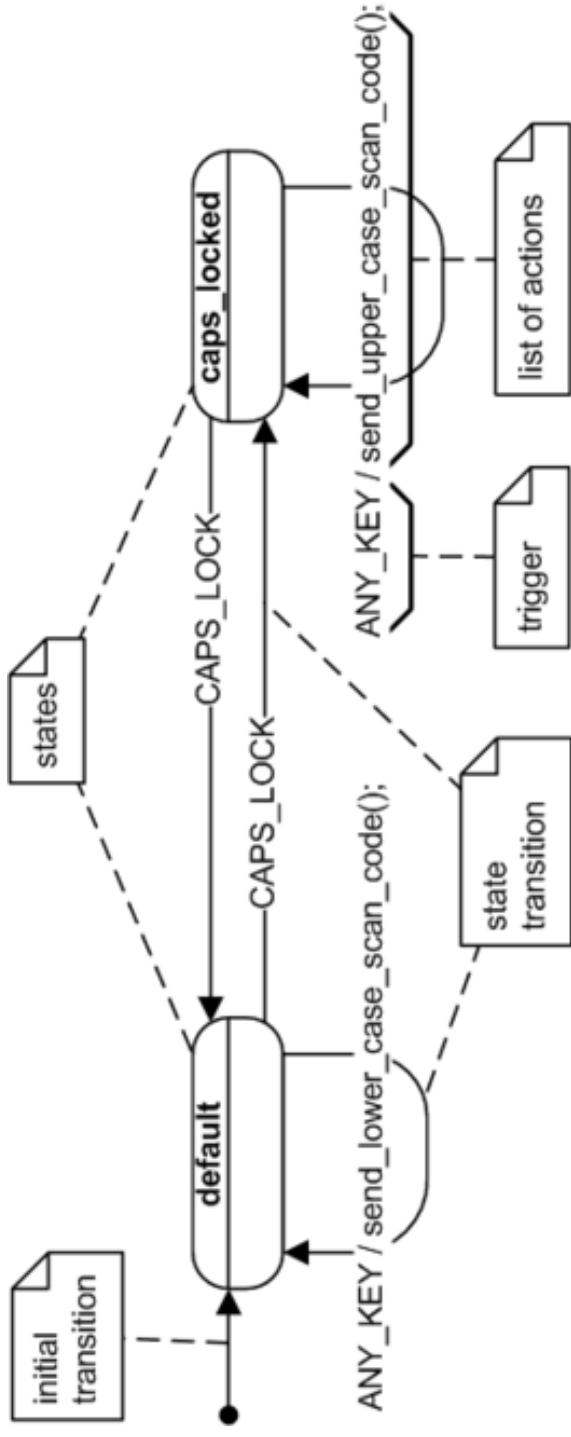 initial
transition
states
default
caps_locked
CAPS_LOCK
CAPS_LOCK
ANY_KEY / send_lower_case_scan_code();
ANY_KEY / send_upper_case_scan_code();
state
transition
trigger
list of actions